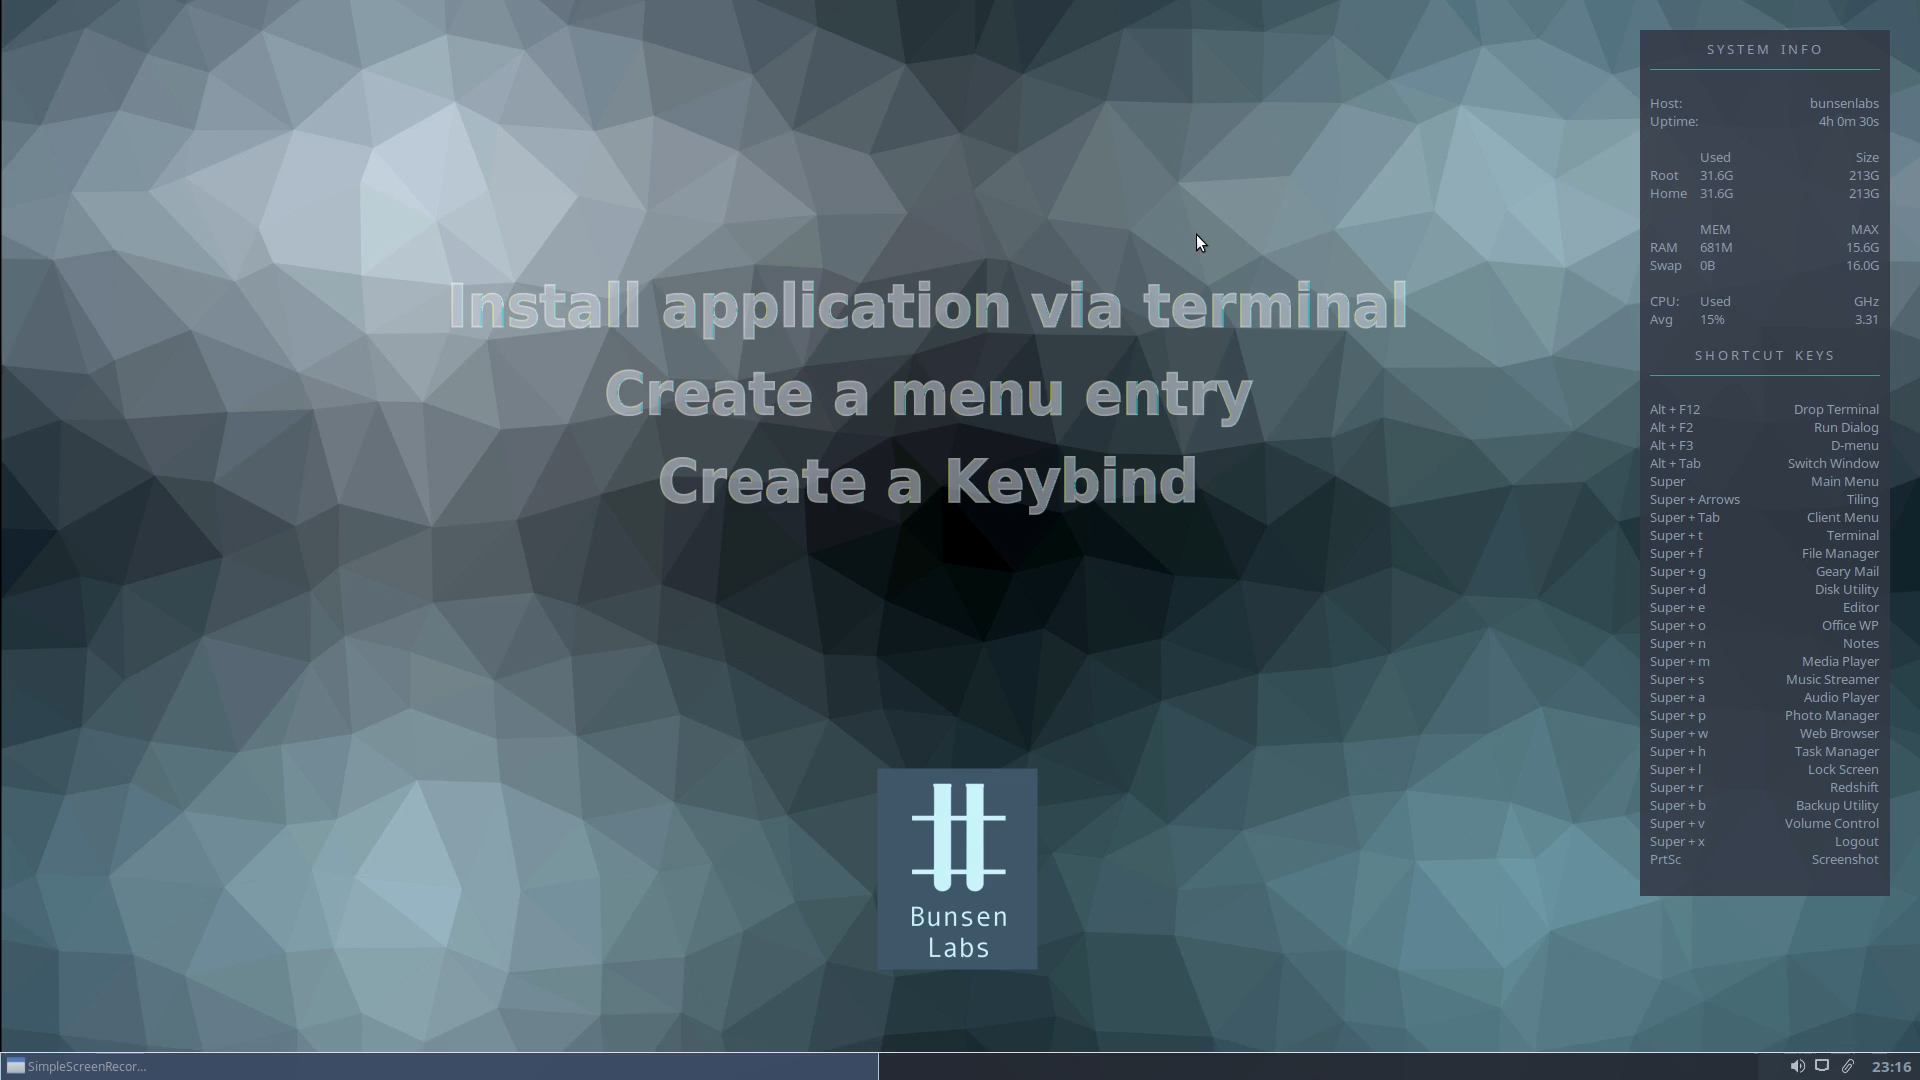 Install application via terminal
Create a menu entry
Create a Keybind
Bunsen
Labs
SYSTEM INFO
Host: bunsenlabs
Uptime: 4h 0m 30s
Used Size
Root 31.6G 213G
Home 31.6G 213G
MEM MAX
RAM 681M 15.6G
Swap 0B 16.0G
CPU: Used GHz
Avg 15% 3.31
SHORTCUT KEYS
Alt + F12 Drop Terminal
Alt + F2 Run Dialog
Alt + F3 D-menu
Alt + Tab Switch Window
Super Main Menu
Super + Arrows Tiling
Super + Tab Client Menu
Super + t Terminal
Super + f File Manager
Super + g Geary Mail
Super + d Disk Utility
Super + e Editor
Super + o Office WP
Super + n Notes
Super + m Media Player
Super + s Music Streamer
Super + a Audio Player
Super + p Photo Manager
Super + w Web Browser
Super + h Task Manager
Super + l Lock Screen
Super + r Redshift
Super + b Backup Utility
Super + v Volume Control
Super + x Logout
PrtSc Screenshot
SimpleScreenRecor...
23:16